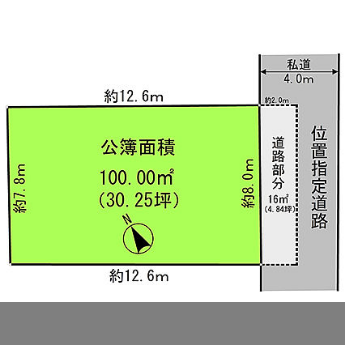 私道
4.0m
約12.6m
約2.0m
公簿面積
100.00㎡
(30.25坪)
約7.8m
約8.0m
道路部分
16㎡
(4.84坪)
位置指定道路
N
約12.6m